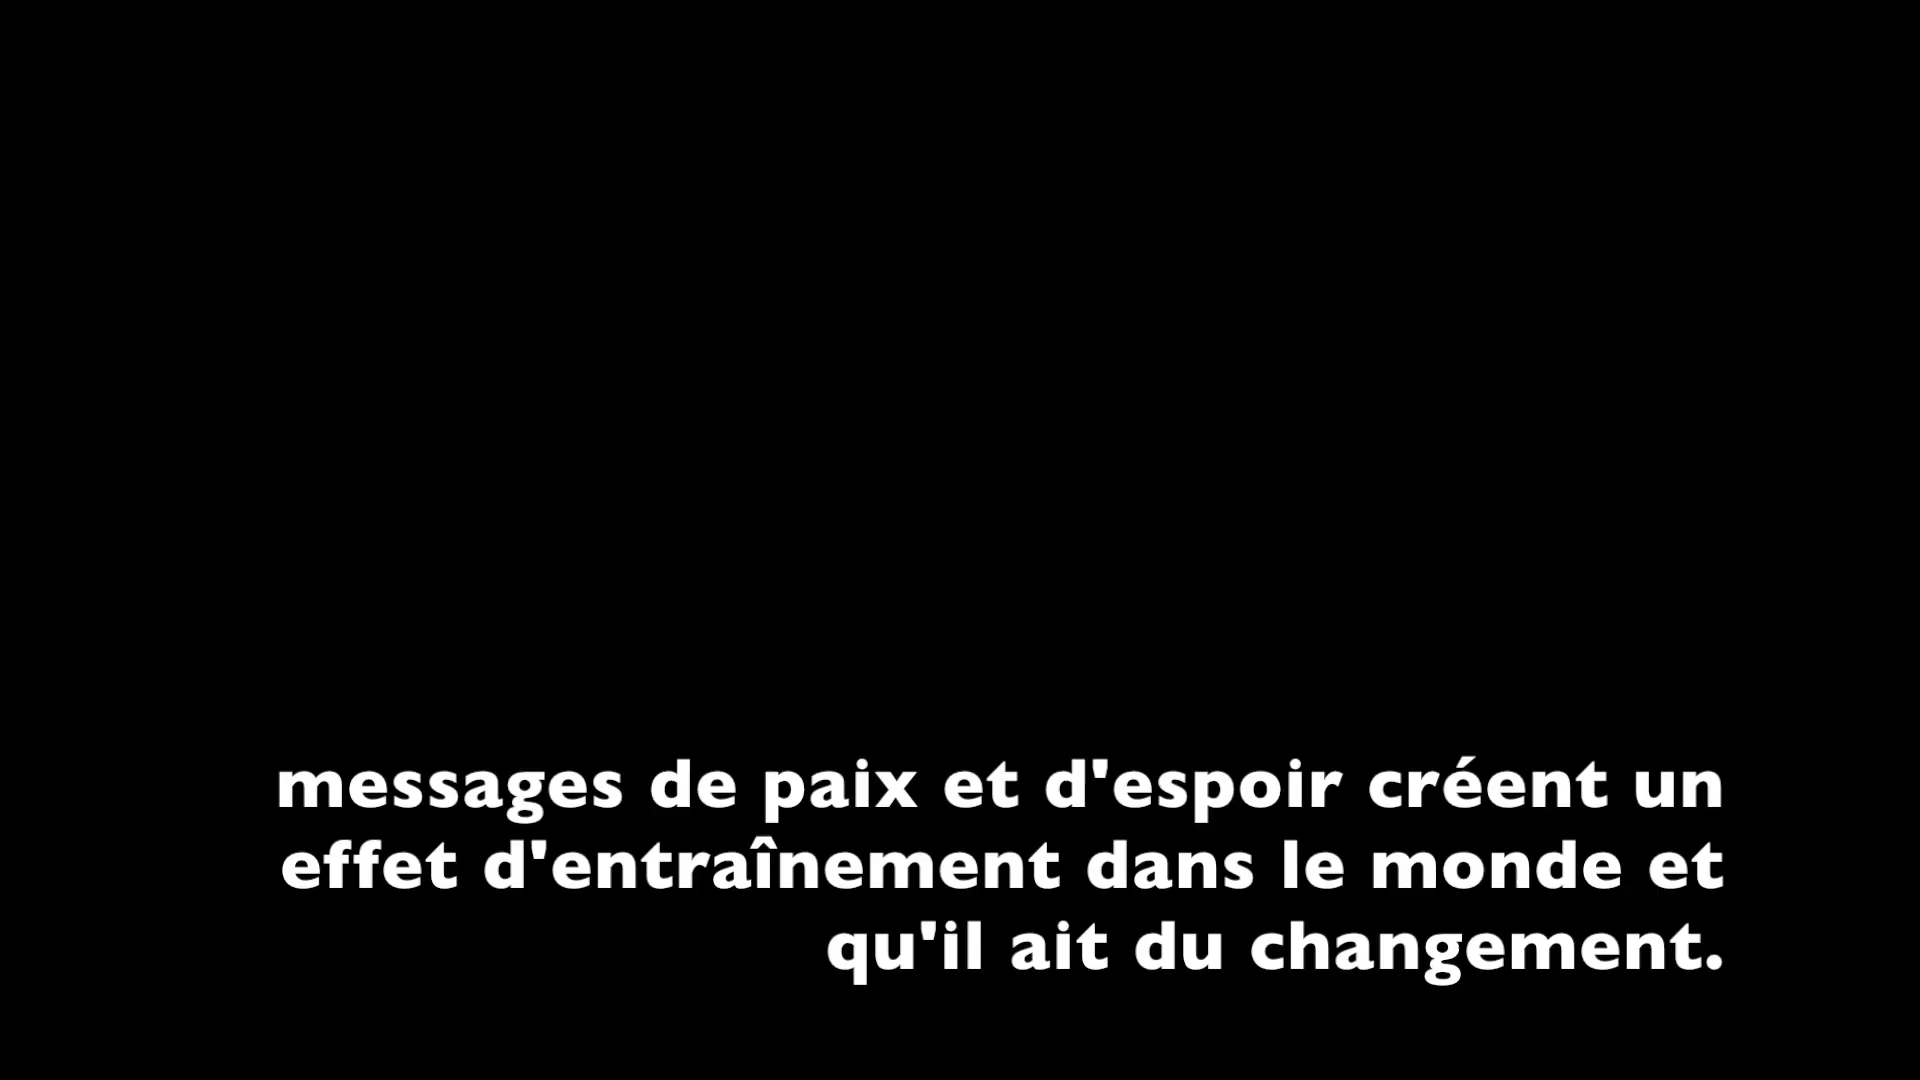 messages de paix et d'espoir créent un
effet d'entraînement dans le monde et
qu'il ait du changement.